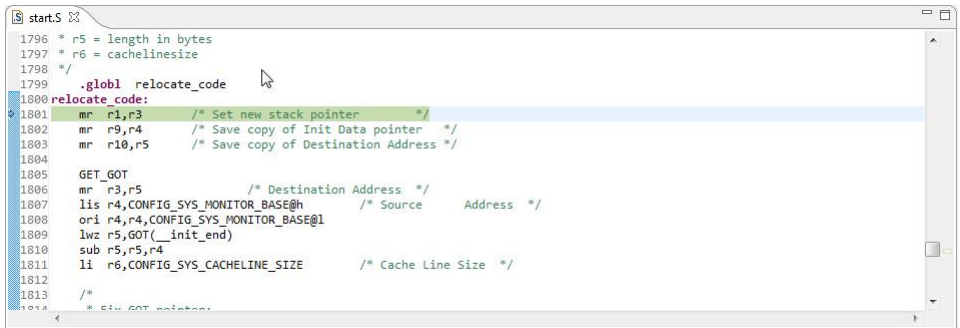 start.S
1796 * r5 = length in bytes
1797 * r6 = cachelinesize
1798 */
1799 .globl relocate_code
1800 relocate_code:
1801 mr r1,r3 /* Set new stack pointer */
1802 mr r9,r4 /* Save copy of Init Data pointer */
1803 mr r10,r5 /* Save copy of Destination Address */
1804
1805 GET_GOT
1806 mr r3,r5 /* Destination Address */
1807 lis r4,CONFIG_SYS_MONITOR_BASE@h /* Source Address */
1808 ori r4,r4,CONFIG_SYS_MONITOR_BASE@l
1809 lwz r5,GOT(__init_end)
1810 sub r5,r5,r4
1811 li r6,CONFIG_SYS_CACHELINE_SIZE /* Cache Line Size */
1812
1813 /*
1814 * Fix GOT pointer: